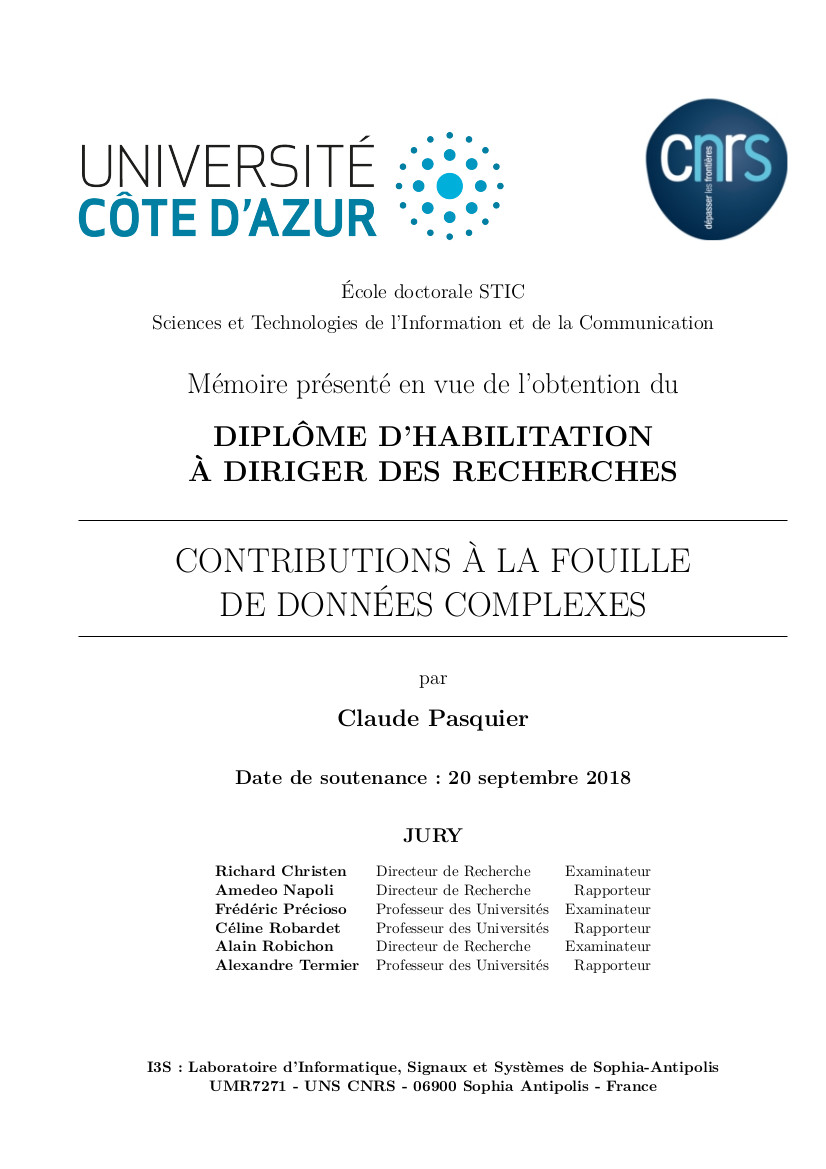 UNIVERSITÉ
CÔTE D'AZUR
cnrs
dépasser les frontières
École doctorale STIC
Sciences et Technologies de l'Information et de la Communication
Mémoire présenté en vue de l'obtention du
DIPLÔME D'HABILITATION
À DIRIGER DES RECHERCHES
CONTRIBUTIONS À LA FOUILLE
DE DONNÉES COMPLEXES
par
Claude Pasquier
Date de soutenance : 20 septembre 2018
JURY
Richard Christen Directeur de Recherche Examinateur
Amedeo Napoli Directeur de Recherche Rapporteur
Frédéric Précioso Professeur des Universités Examinateur
Céline Robardet Professeur des Universités Rapporteur
Alain Robichon Directeur de Recherche Examinateur
Alexandre Termier Professeur des Universités Rapporteur
I3S : Laboratoire d'Informatique, Signaux et Systèmes de Sophia-Antipolis
UMR7271 - UNS CNRS - 06900 Sophia Antipolis - France